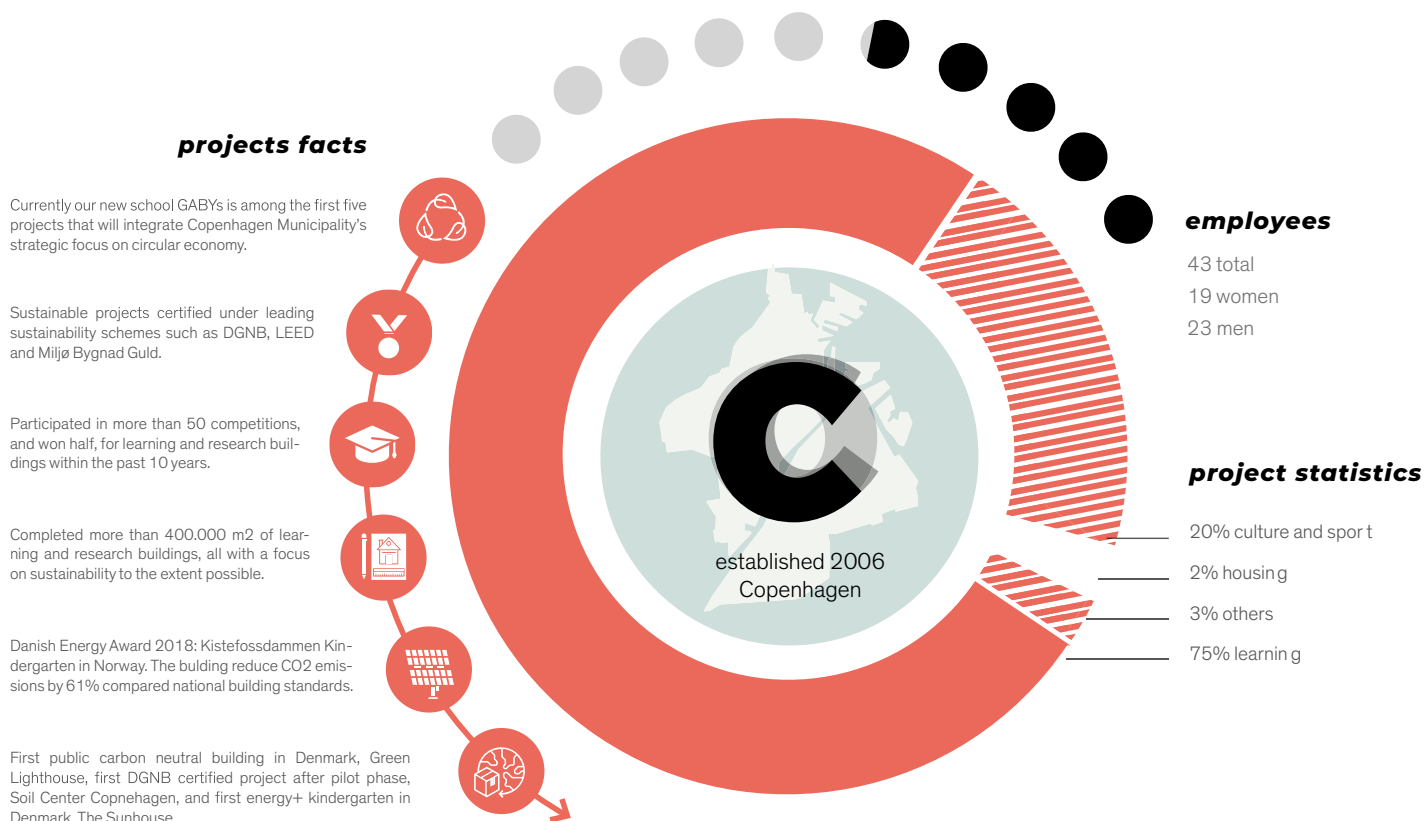 projects facts
Currently our new school GABYs is among the first five
projects that will integrate Copenhagen Municipality's
strategic focus on circular economy.
Sustainable projects certified under leading
sustainability schemes such as DGNB, LEED
and Miljø Bygnad Guld.
Participated in more than 50 competitions,
and won half, for learning and research buil-
dings within the past 10 years.
Completed more than 400.000 m2 of lear-
ning and research buildings, all with a focus
on sustainability to the extent possible.
Danish Energy Award 2018: Kistefossdammen Kin-
dergarten in Norway. The bulding reduce CO2 emis-
sions by 61% compared national building standards.
First public carbon neutral building in Denmark, Green
Lighthouse, first DGNB certified project after pilot phase,
Soil Center Copnehagen, and first energy+ kindergarten in
Denmark, The Sunhouse.
C
established 2006
Copenhagen
employees
43 total
19 women
23 men
project statistics
20% culture and spor t
2% housin g
3% others
75% learnin g